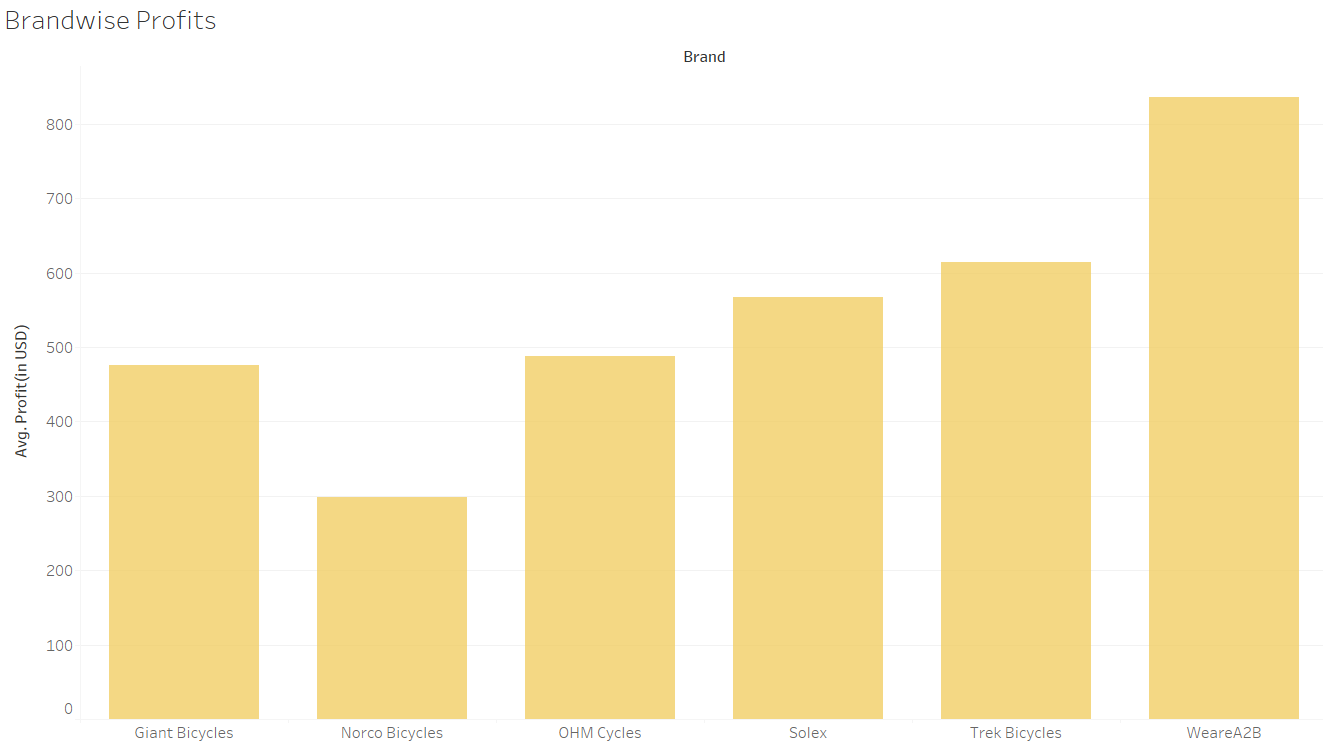 Brandwise Profits
Brand
Avg. Profit(in USD)
800
700
600
500
400
300
200
100
0
Giant Bicycles Norco Bicycles OHM Cycles Solex Trek Bicycles WeareA2B